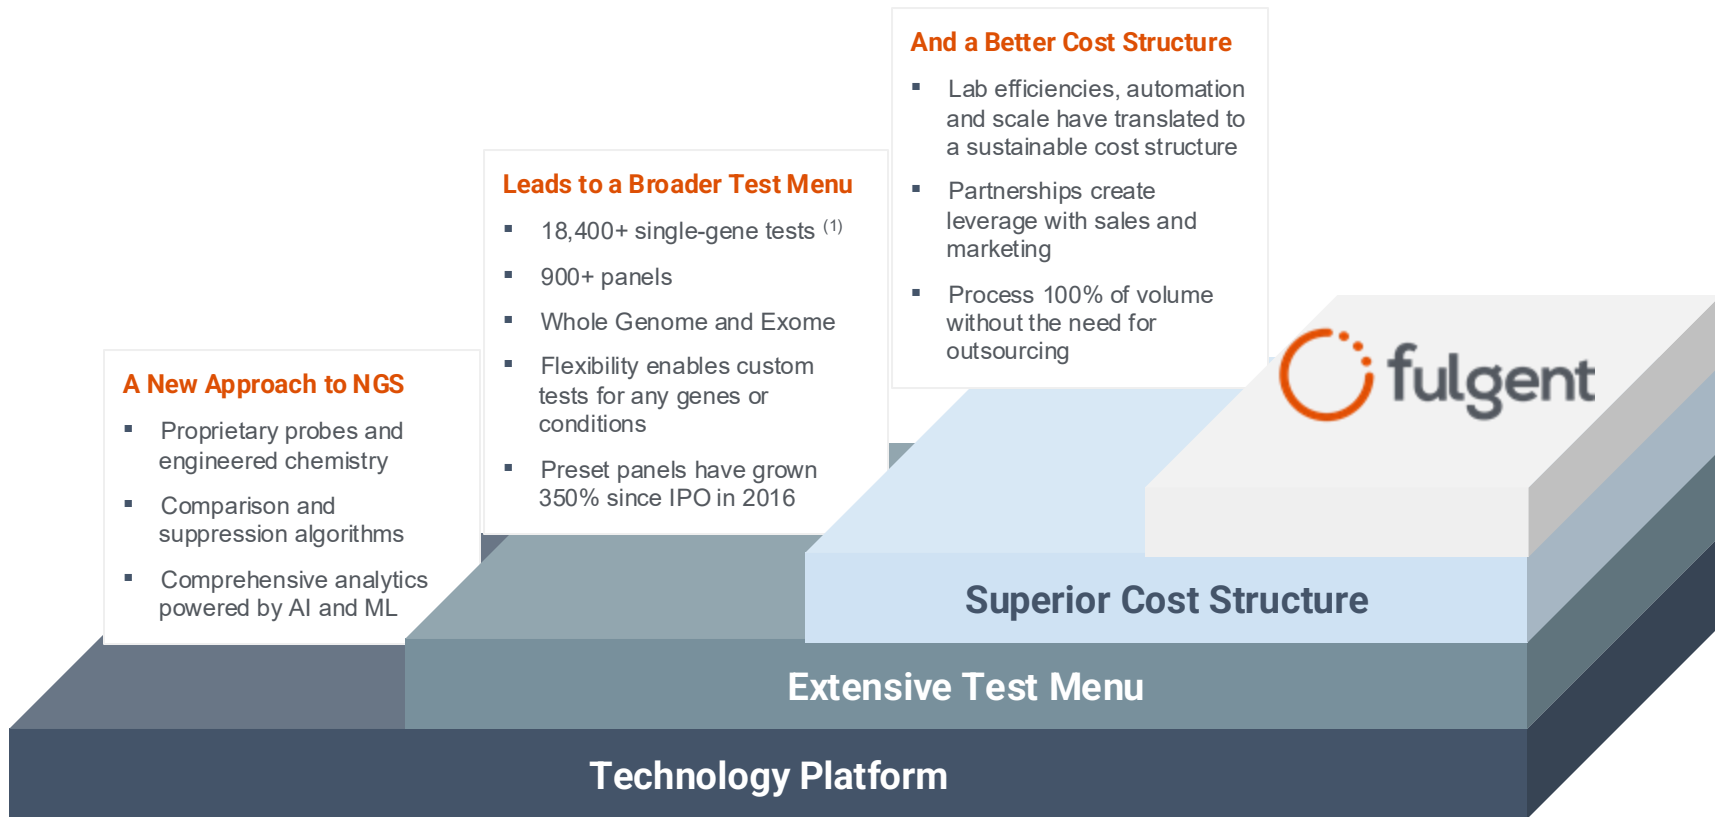 And a Better Cost Structure
▪ Lab efficiencies, automation
and scale have translated to
a sustainable cost structure
▪ Partnerships create
leverage with sales and
marketing
▪ Process 100% of volume
without the need for
outsourcing
Leads to a Broader Test Menu
▪ 18,400+ single-gene tests (1)
▪ 900+ panels
▪ Whole Genome and Exome
▪ Flexibility enables custom
tests for any genes or
conditions
▪ Preset panels have grown
350% since IPO in 2016
A New Approach to NGS
▪ Proprietary probes and
engineered chemistry
▪ Comparison and
suppression algorithms
▪ Comprehensive analytics
powered by AI and ML
fulgent
Superior Cost Structure
Extensive Test Menu
Technology Platform